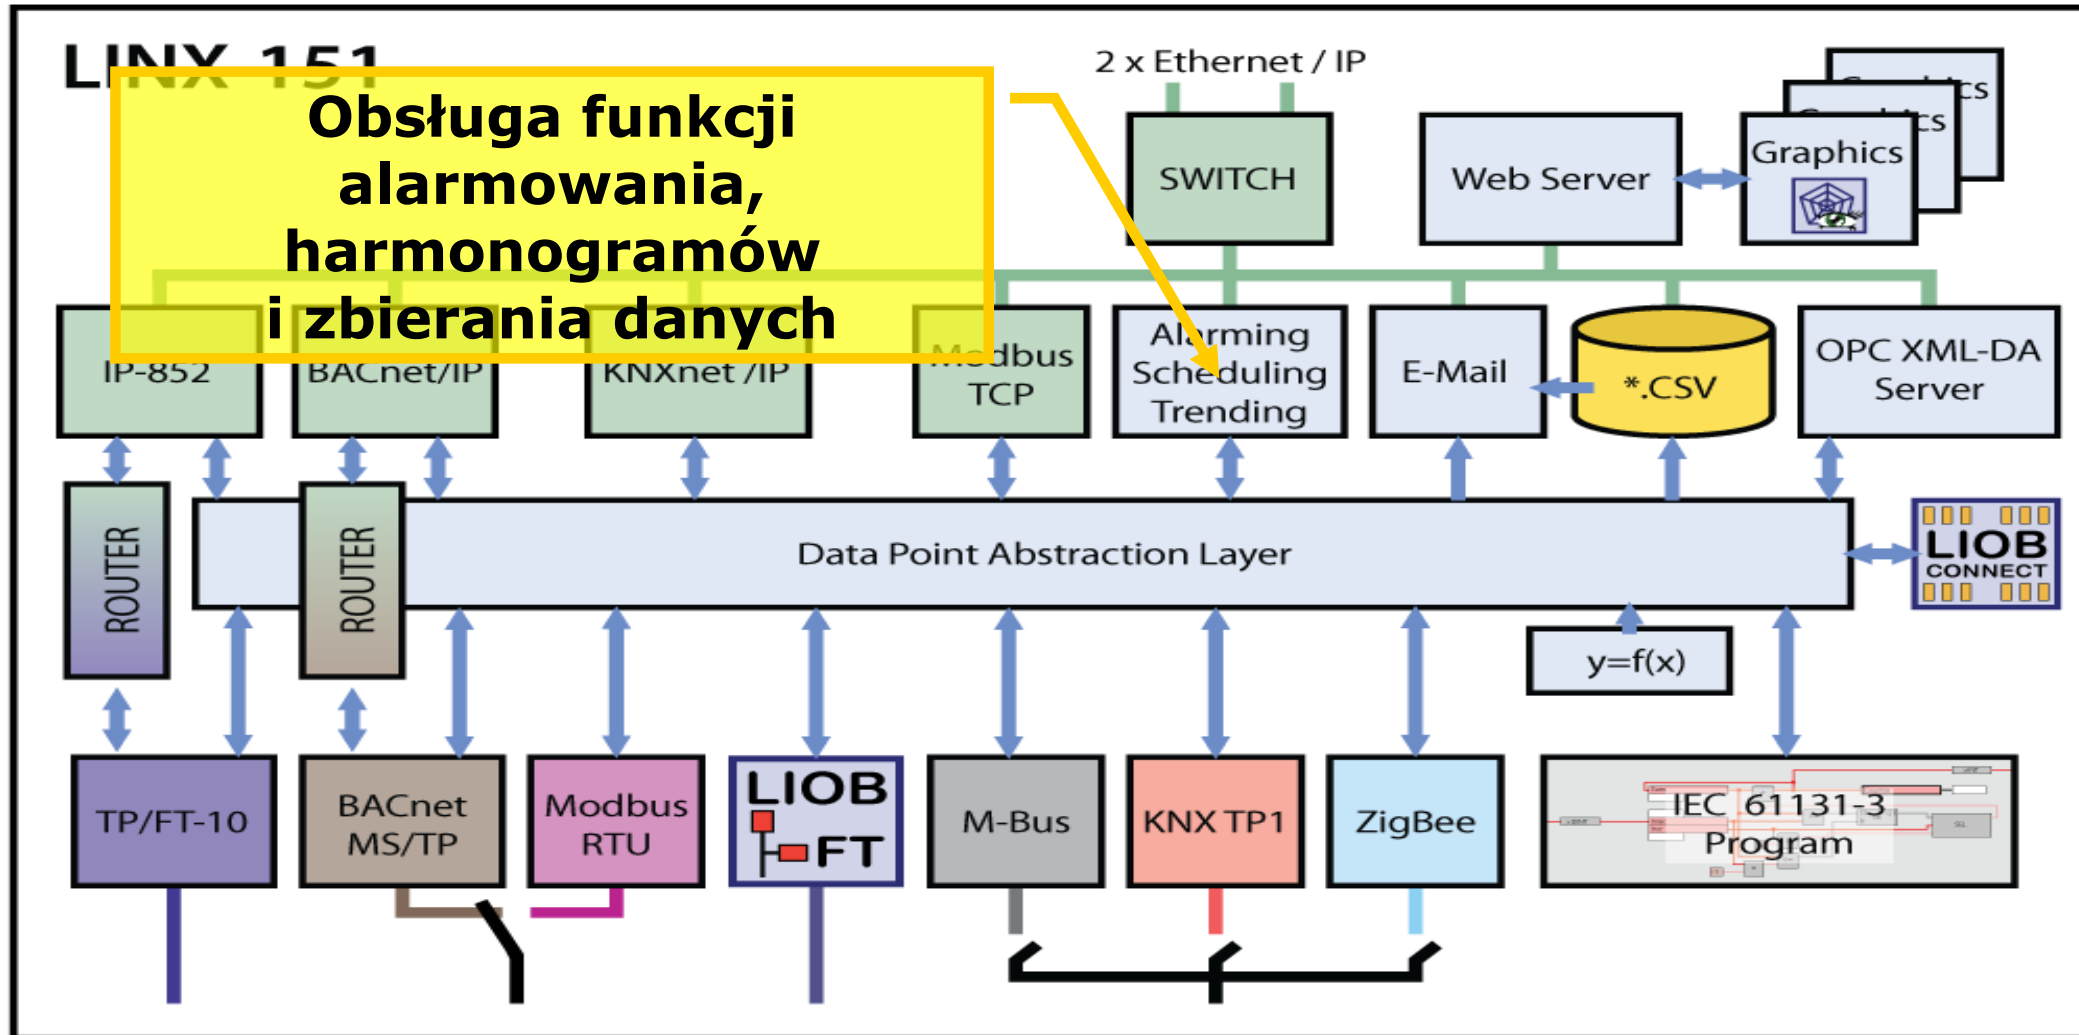 LINX 151
Obsługa funkcji
alarmowania,
harmonogramów
i zbierania danych
2 x Ethernet / IP
SWITCH
Web Server
Graphics
IP-852
BACnet/IP
KNXnet /IP
Modbus
TCP
Alarming
Scheduling
Trending
E-Mail
*.CSV
OPC XML-DA
Server
ROUTER
ROUTER
Data Point Abstraction Layer
LIOB
CONNECT
y=f(x)
TP/FT-10
BACnet
MS/TP
Modbus
RTU
LIOB
FT
M-Bus
KNX TP1
ZigBee
IEC 61131-3
Program